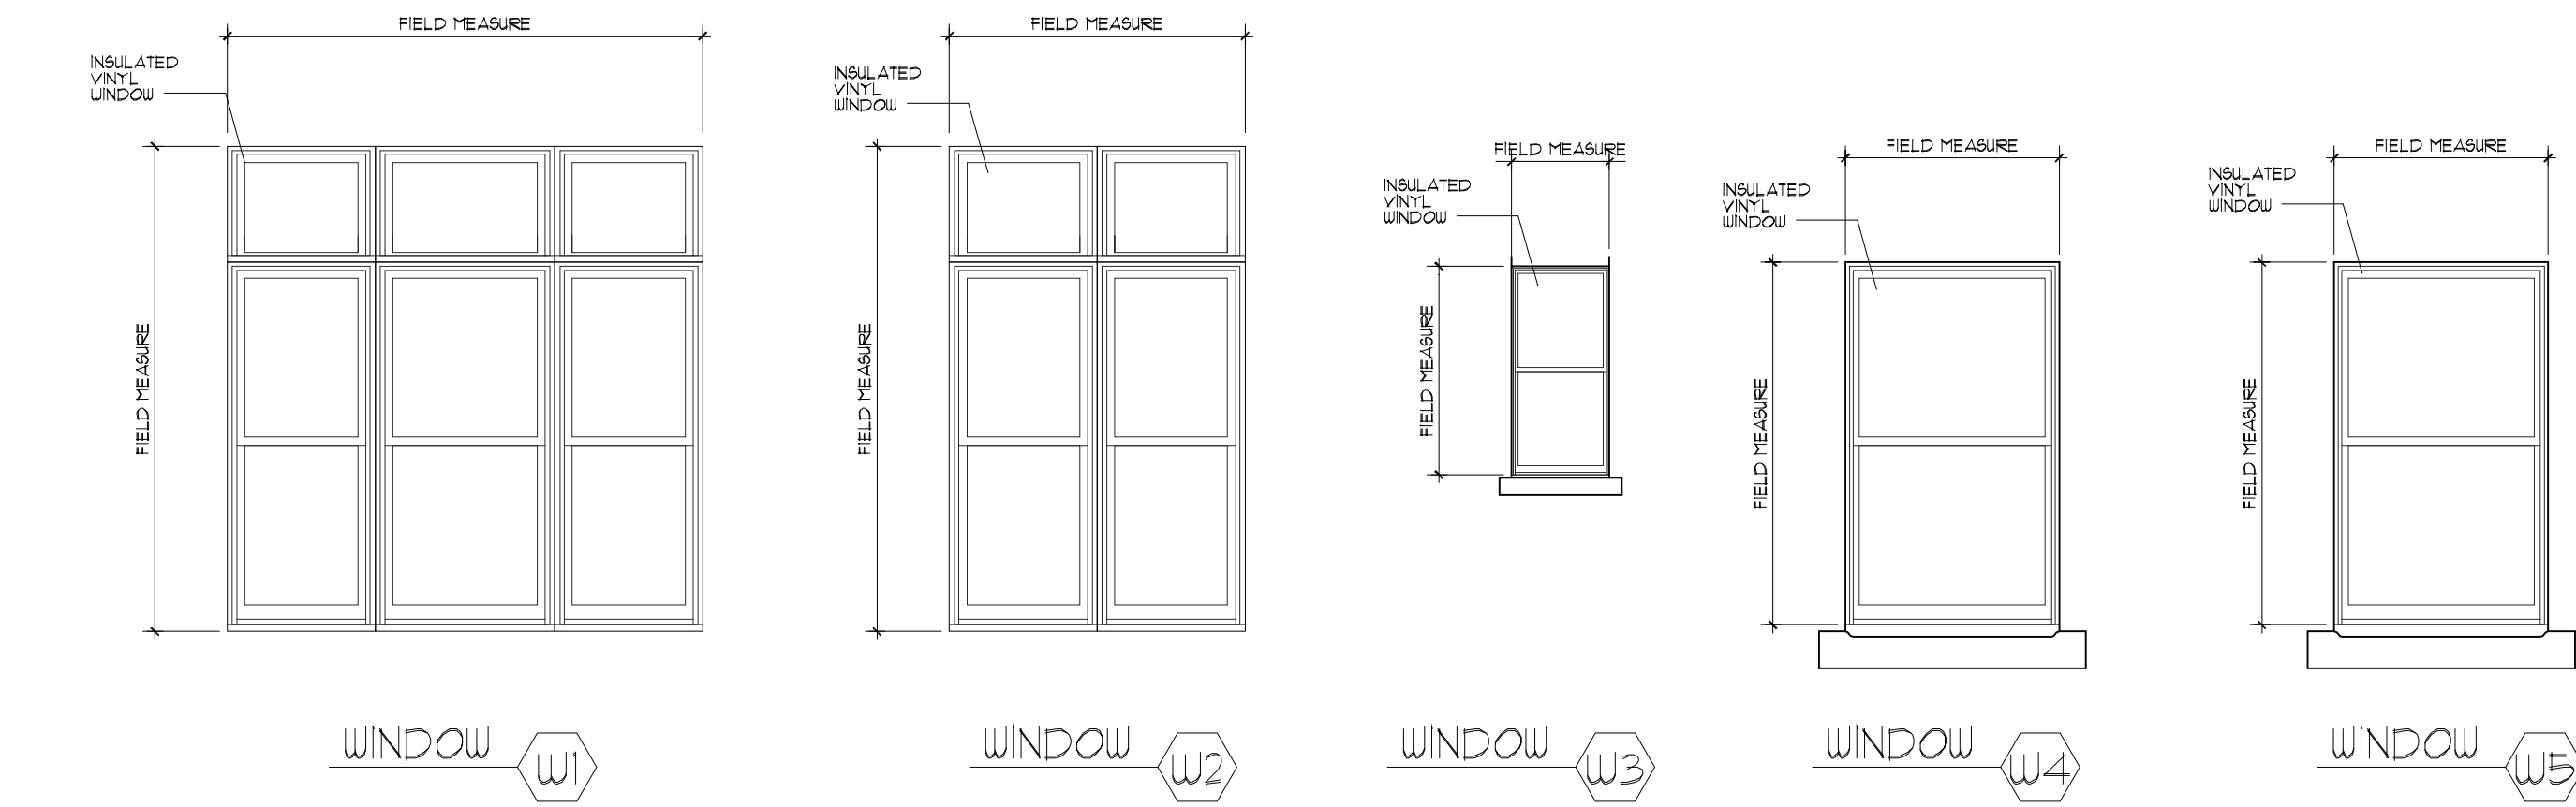 FIELD MEASURE
INSULATED
VINYL
WINDOW
FIELD MEASURE
WINDOW W1
FIELD MEASURE
INSULATED
VINYL
WINDOW
FIELD MEASURE
WINDOW W2
FIELD MEASURE
INSULATED
VINYL
WINDOW
FIELD MEASURE
WINDOW W3
FIELD MEASURE
INSULATED
VINYL
WINDOW
FIELD MEASURE
WINDOW W4
FIELD MEASURE
INSULATED
VINYL
WINDOW
FIELD MEASURE
WINDOW W5